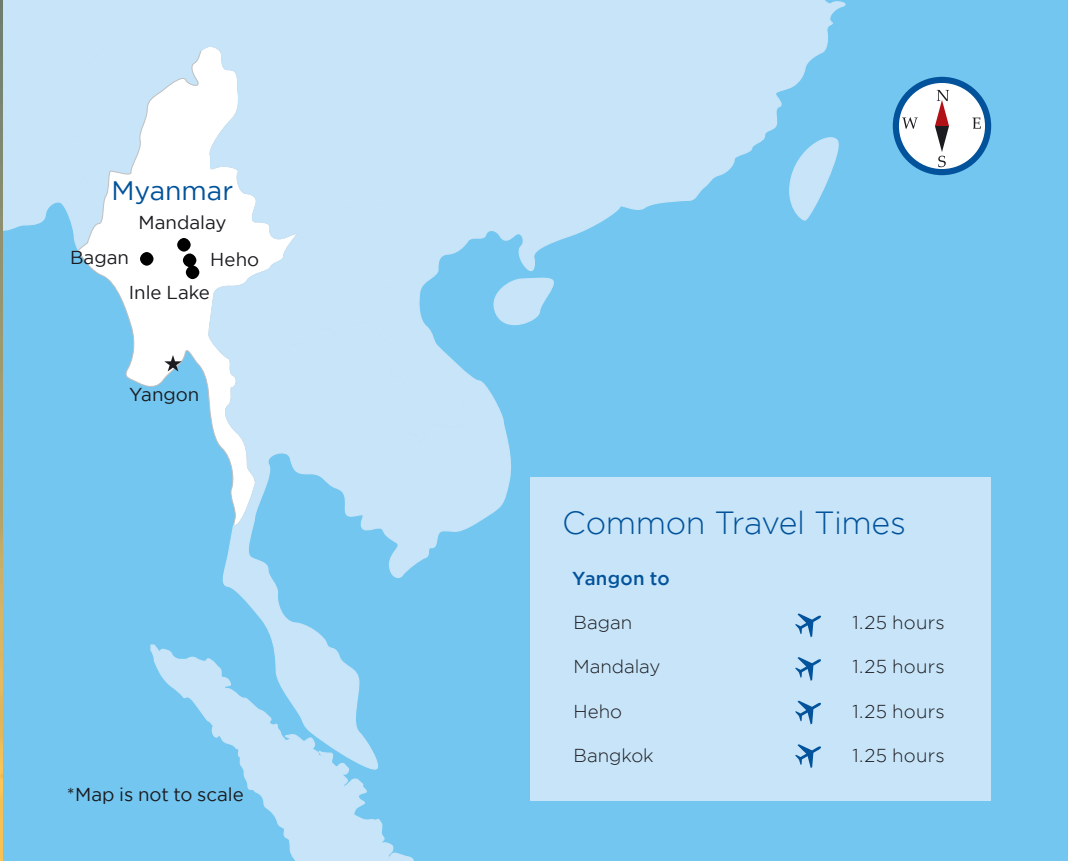 N
W E
S
Myanmar
Mandalay
Bagan
Heho
Inle Lake
Yangon
Common Travel Times
Yangon to
Bagan 1.25 hours
Mandalay 1.25 hours
Heho 1.25 hours
Bangkok 1.25 hours
*Map is not to scale